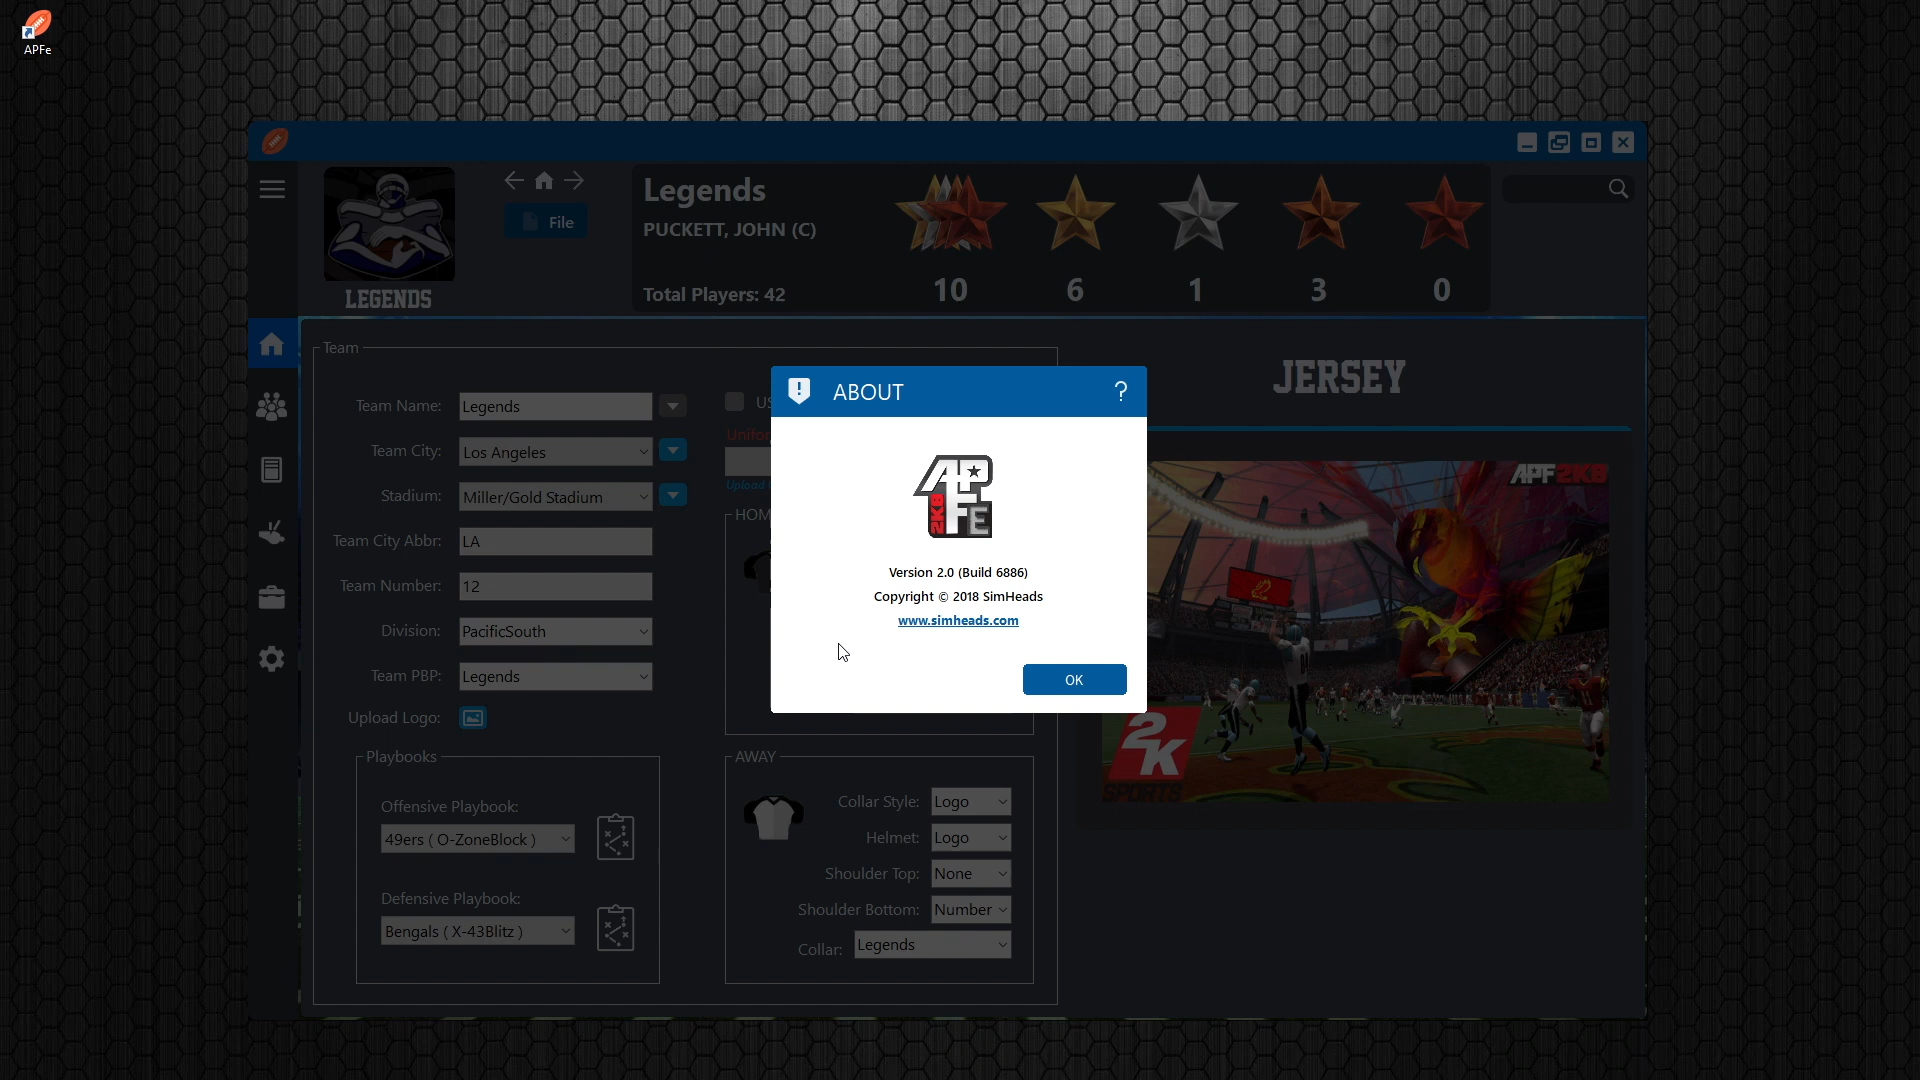 APFe
Legends
PUCKETT, JOHN (C)
Total Players: 42
10
6
1
3
0
File
LEGENDS
Team
Team Name:
Legends
Team City:
Los Angeles
Stadium:
Miller/Gold Stadium
Team City Abbr:
LA
Team Number:
12
Division:
PacificSouth
Team PBP:
Legends
Upload Logo:
Playbooks
Offensive Playbook:
49ers ( O-ZoneBlock )
Defensive Playbook:
Bengals ( X-43Blitz )
ABOUT
?
APFE
2K8
Version 2.0 (Build 6886)
Copyright © 2018 SimHeads
www.simheads.com
OK
AWAY
Collar Style:
Logo
Helmet:
Logo
Shoulder Top:
None
Shoulder Bottom:
Number
Collar:
Legends
JERSEY
APF2K8
2K
SPORTS